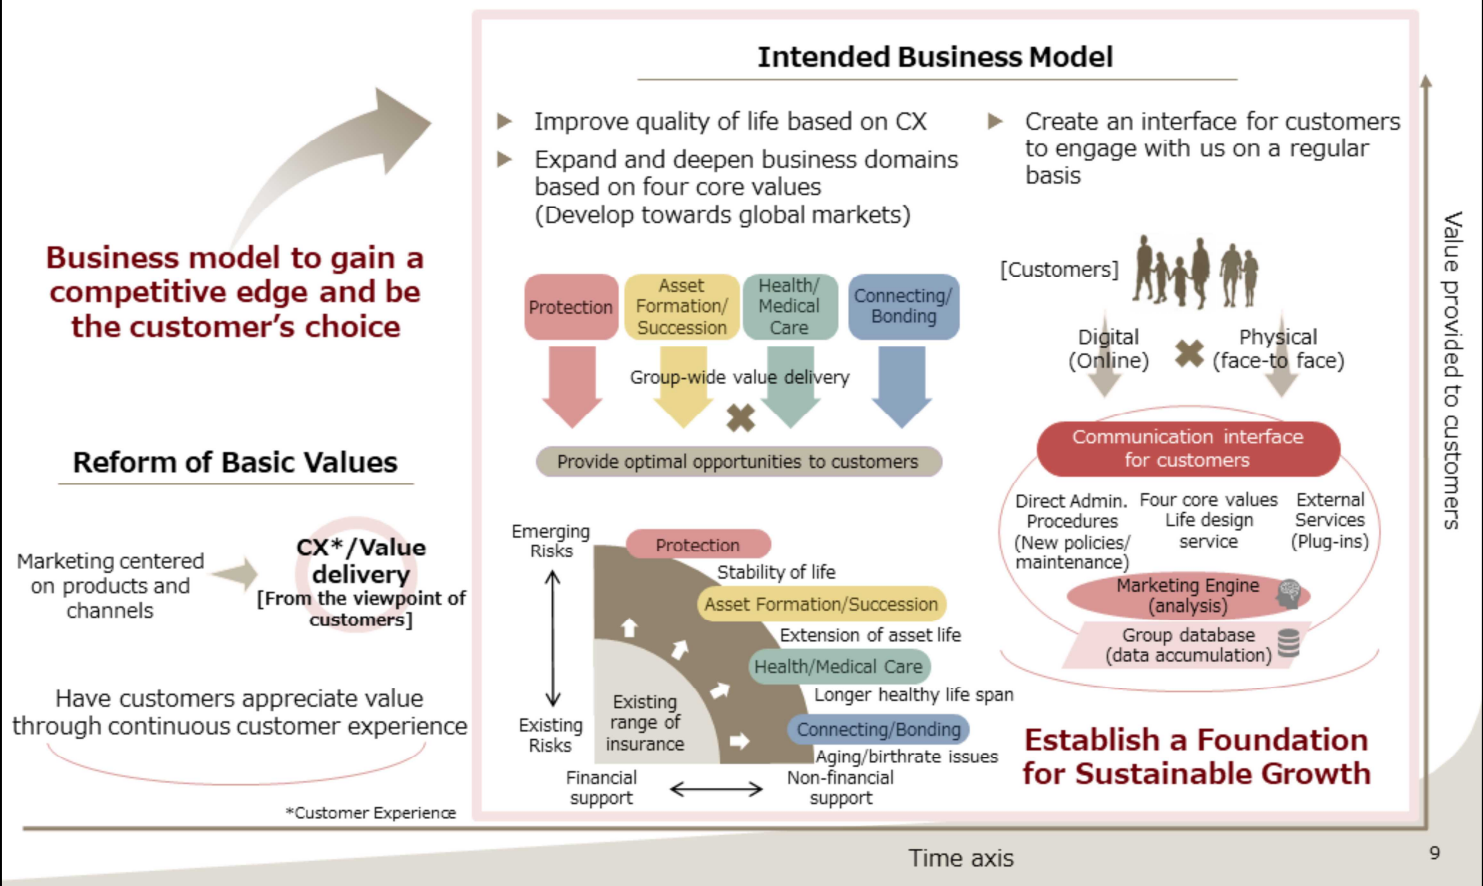 Intended Business Model
Improve quality of life based on CX
Expand and deepen business domains
based on four core values
(Develop towards global markets)
Create an interface for customers
to engage with us on a regular
basis
Business model to gain a
competitive edge and be
the customer's choice
Reform of Basic Values
Marketing centered
on products and
channels
CX*/Value
delivery
[From the viewpoint of
customers]
Have customers appreciate value
through continuous customer experience
*Customer Experience
Protection
Asset
Formation/
Succession
Health/
Medical
Care
Connecting/
Bonding
Group-wide value delivery
Provide optimal opportunities to customers
Emerging
Risks
Existing
Risks
Existing
range of
insurance
Protection
Stability of life
Asset Formation/Succession
Extension of asset life
Health/Medical Care
Longer healthy life span
Connecting/Bonding
Aging/birthrate issues
Financial
support
Non-financial
support
[Customers]
Digital
(Online)
Physical
(face-to face)
Communication interface
for customers
Direct Admin.
Procedures
(New policies/
maintenance)
Four core values
Life design
service
External
Services
(Plug-ins)
Marketing Engine
(analysis)
Group database
(data accumulation)
Establish a Foundation
for Sustainable Growth
Value provided to customers
Time axis
9